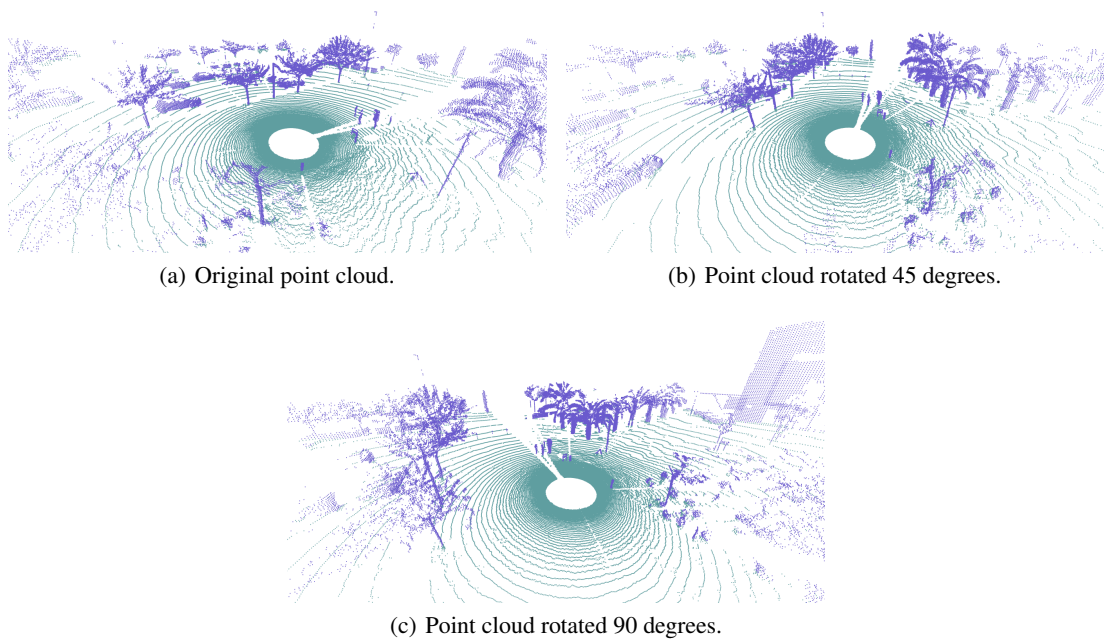 (a) Original point cloud.
(b) Point cloud rotated 45 degrees.
(c) Point cloud rotated 90 degrees.